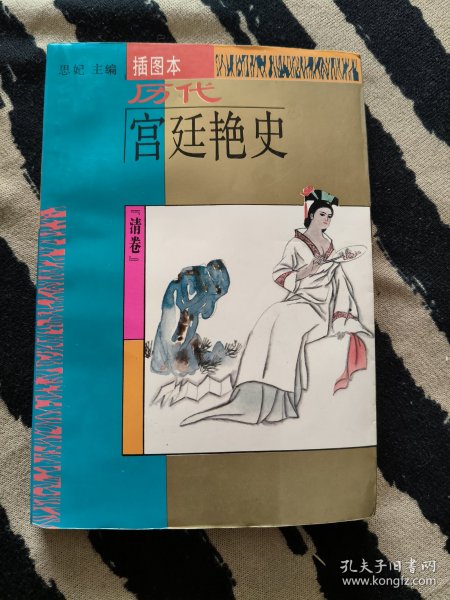 思妃 主编
插图本
历代
宫廷艳史
『清卷』
孔夫子旧书网
www.kongfz.com